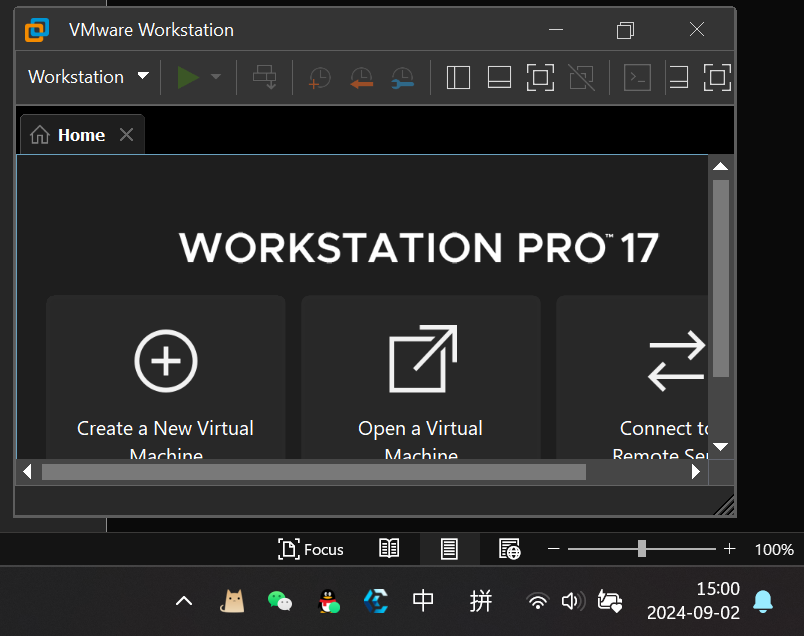 VMware Workstation
Workstation
Home
WORKSTATION PRO™ 17
Create a New Virtual
Machine
Open a Virtual
Machine
Connect to
Remote Ser
Focus
100%
中
拼
15:00
2024-09-02